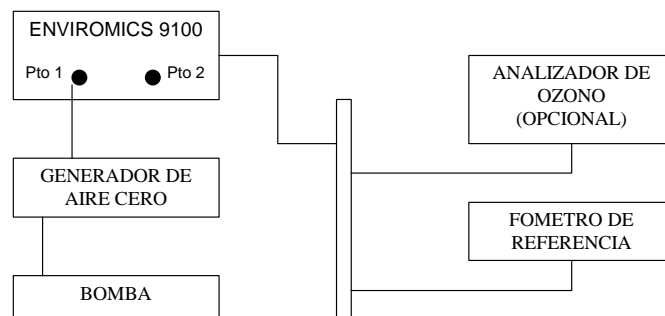 ENVIROMICS 9100
Pto 1
Pto 2
GENERADOR DE
AIRE CERO
BOMBA
ANALIZADOR DE
OZONO
(OPCIONAL)
FOMETRO DE
REFERENCIA